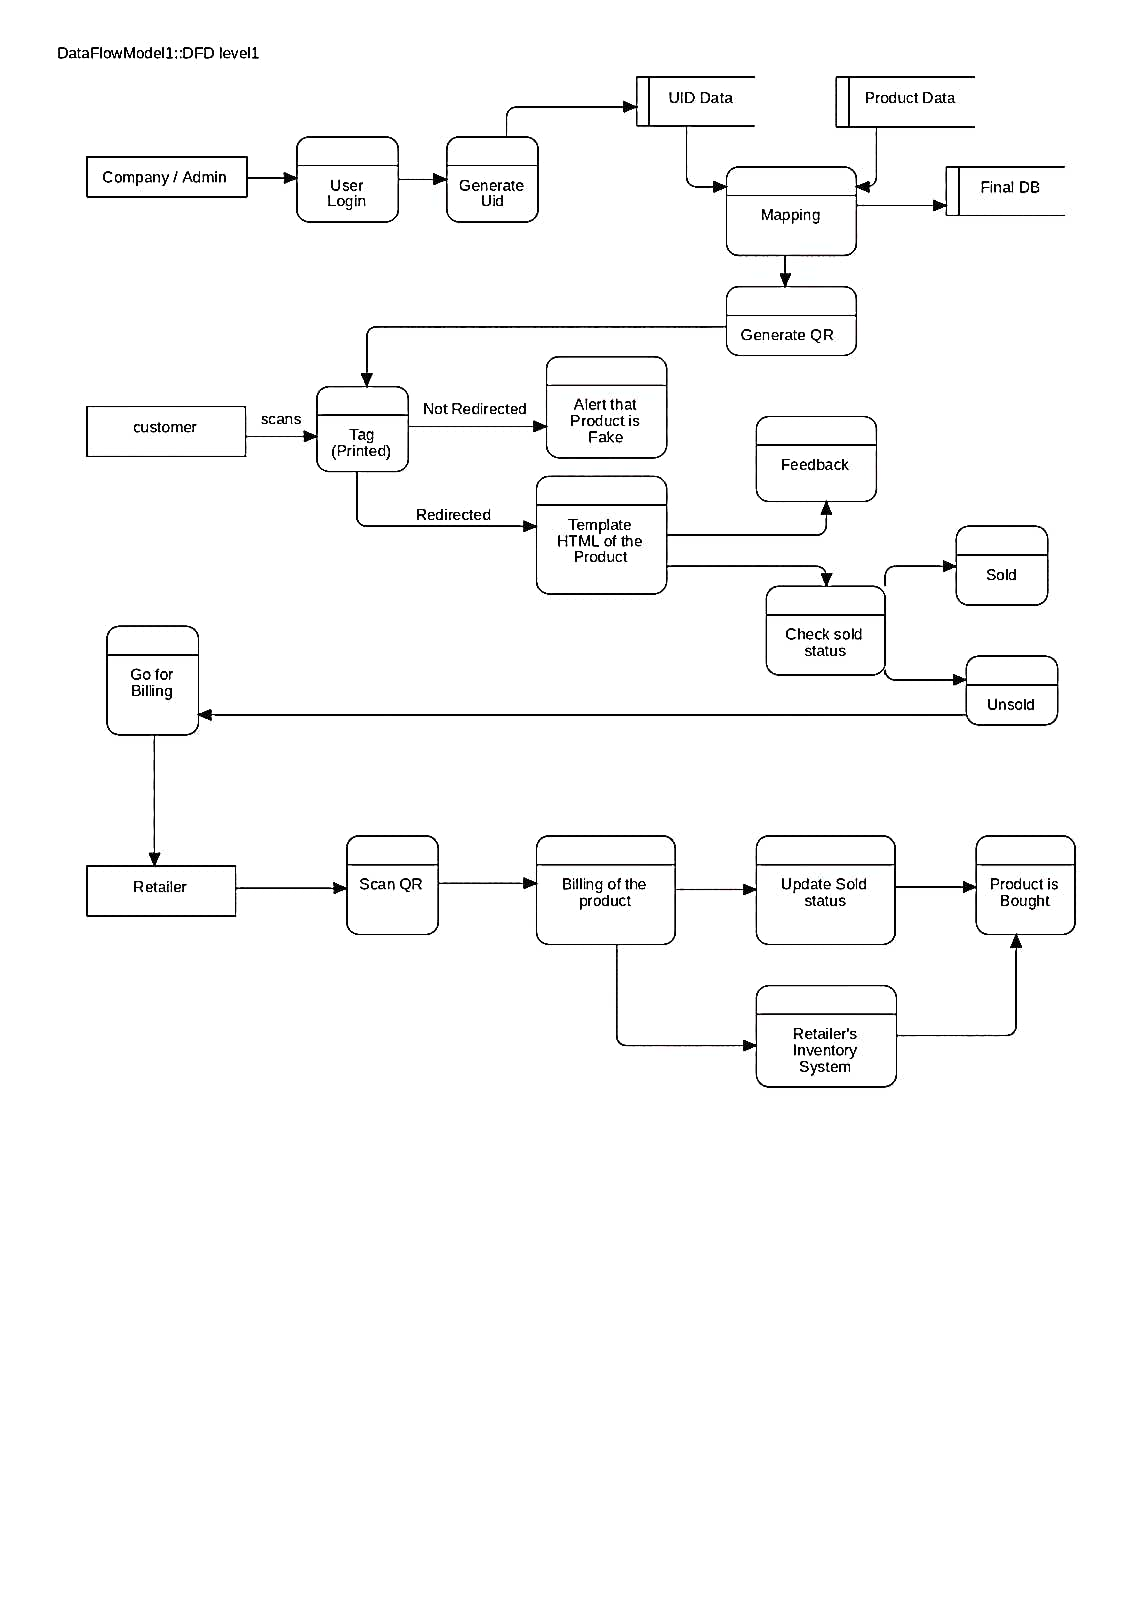 DataFlowModel1::DFD level1
UID Data
Product Data
Company / Admin
User
Login
Generate
Uid
Mapping
Final DB
Generate QR
customer
scans
Tag
(Printed)
Not Redirected
Alert that
Product is
Fake
Feedback
Redirected
Template
HTML of the
Product
Sold
Check sold
status
Unsold
Go for
Billing
Retailer
Scan QR
Billing of the
product
Update Sold
status
Product is
Bought
Retailer's
Inventory
System